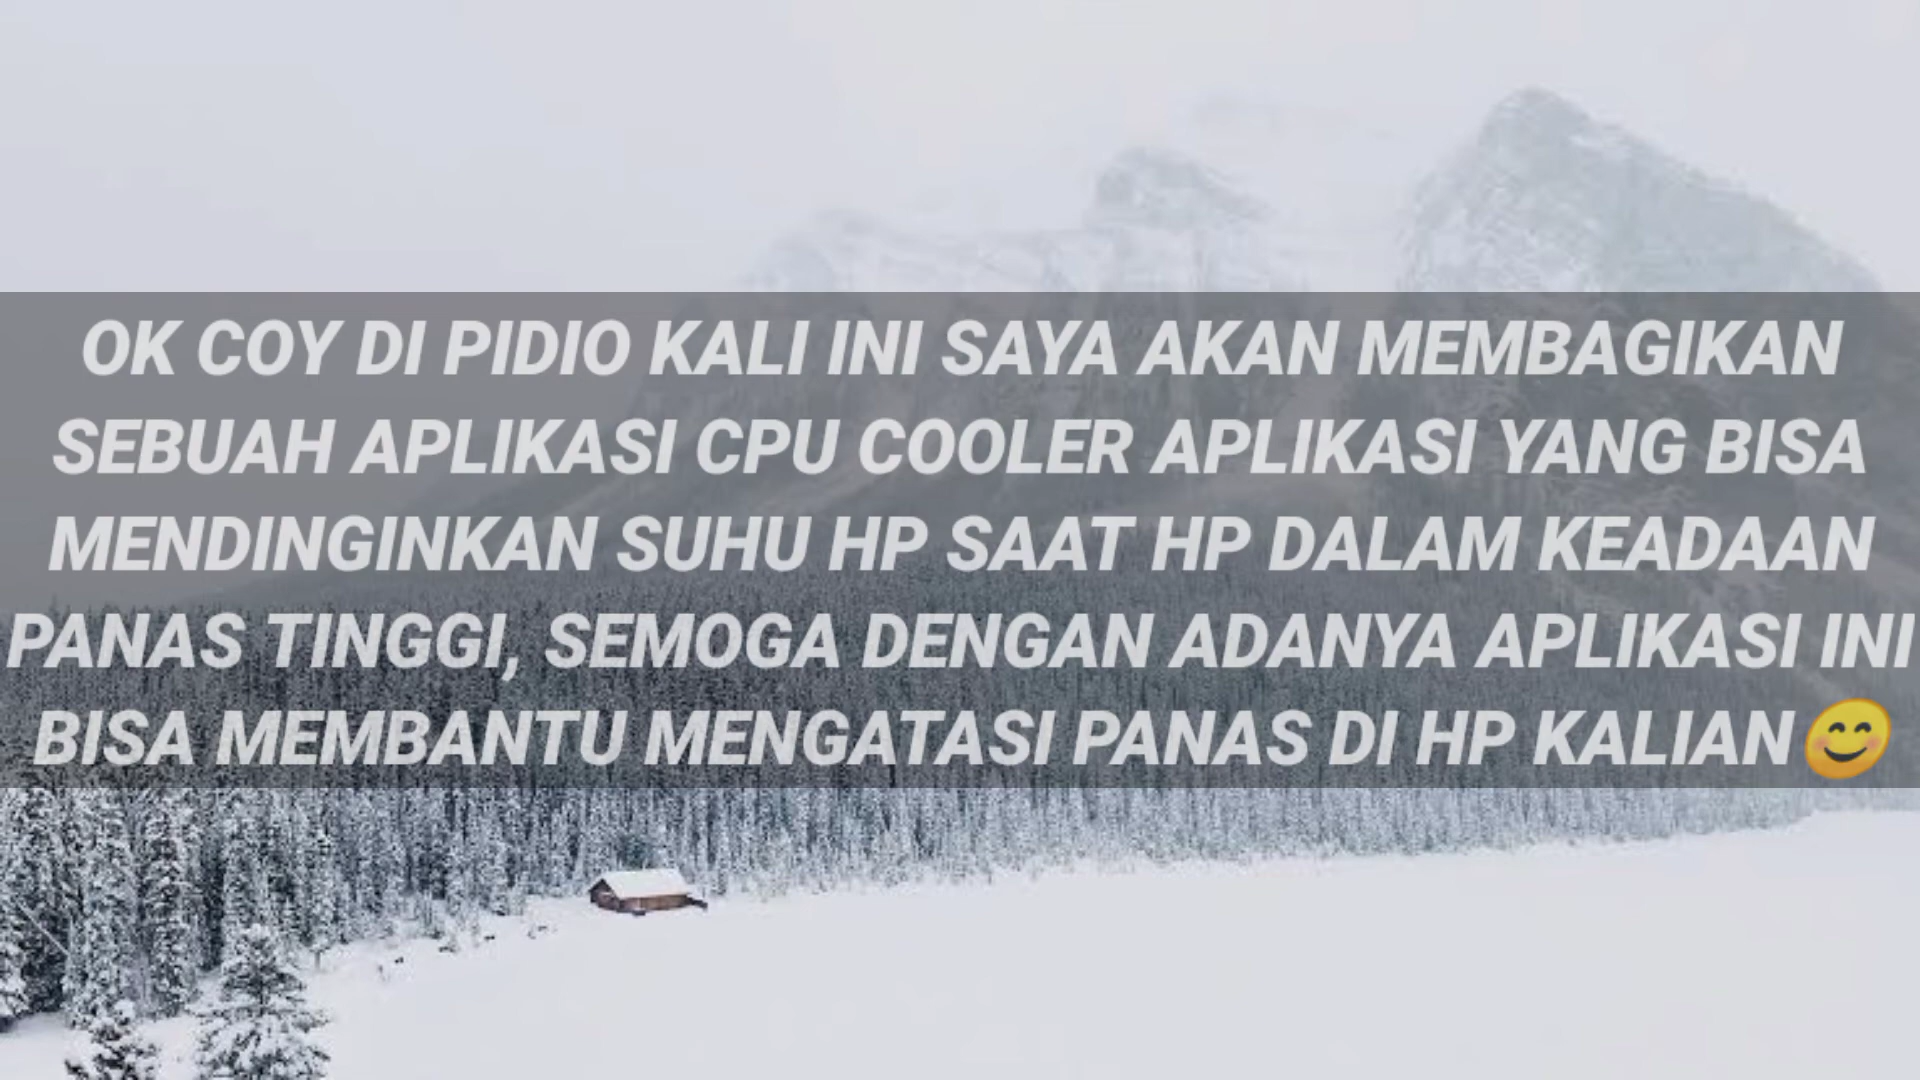 OK COY DI PIDIO KALI INI SAYA AKAN MEMBAGIKAN
SEBUAH APLIKASI CPU COOLER APLIKASI YANG BISA
MENDINGINKAN SUHU HP SAAT HP DALAM KEADAAN
PANAS TINGGI, SEMOGA DENGAN ADANYA APLIKASI INI
BISA MEMBANTU MENGATASI PANAS DI HP KALIAN😊